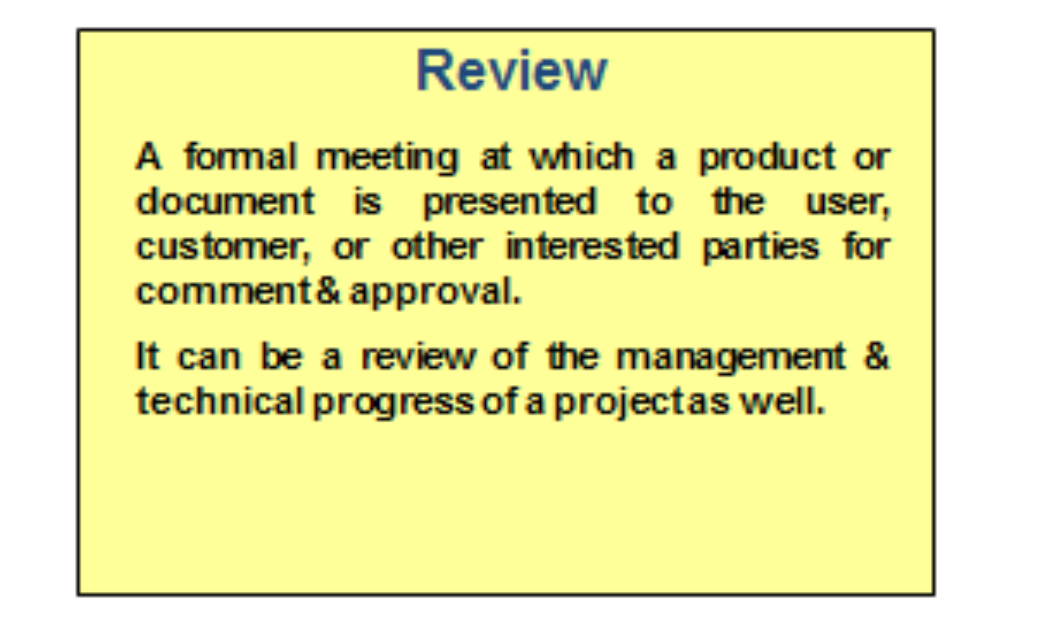 Review
A formal meeting at which a product or
document is presented to the user,
customer, or other interested parties for
comment & approval.
It can be a review of the management &
technical progress of a project as well.